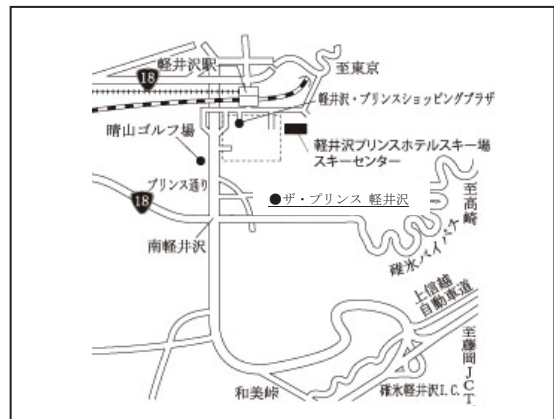 軽井沢駅
至東京
18
軽井沢・プリンスショッピングプラザ
晴山ゴルフ場
軽井沢プリンスホテルスキー場
スキーセンター
プリンス通り
●ザ・プリンス 軽井沢
至高崎
18
南軽井沢
碓氷バイパス
上信越
自動車道
至藤岡JCT.
和美峠
碓氷軽井沢I.C.